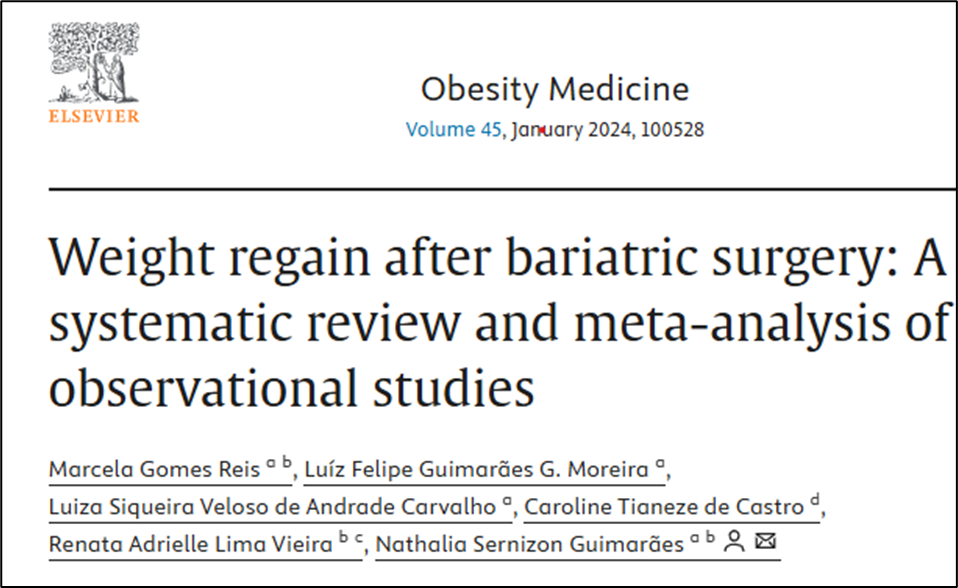 ELSEVIER
Obesity Medicine
Volume 45, January 2024, 100528
Weight regain after bariatric surgery: A
systematic review and meta-analysis of
observational studies
Marcela Gomes Reis a b, Luíz Felipe Guimarães G. Moreira a,
Luiza Siqueira Veloso de Andrade Carvalho a, Caroline Tianeze de Castro d,
Renata Adrielle Lima Vieira b c, Nathalia Sernizon Guimarães a b